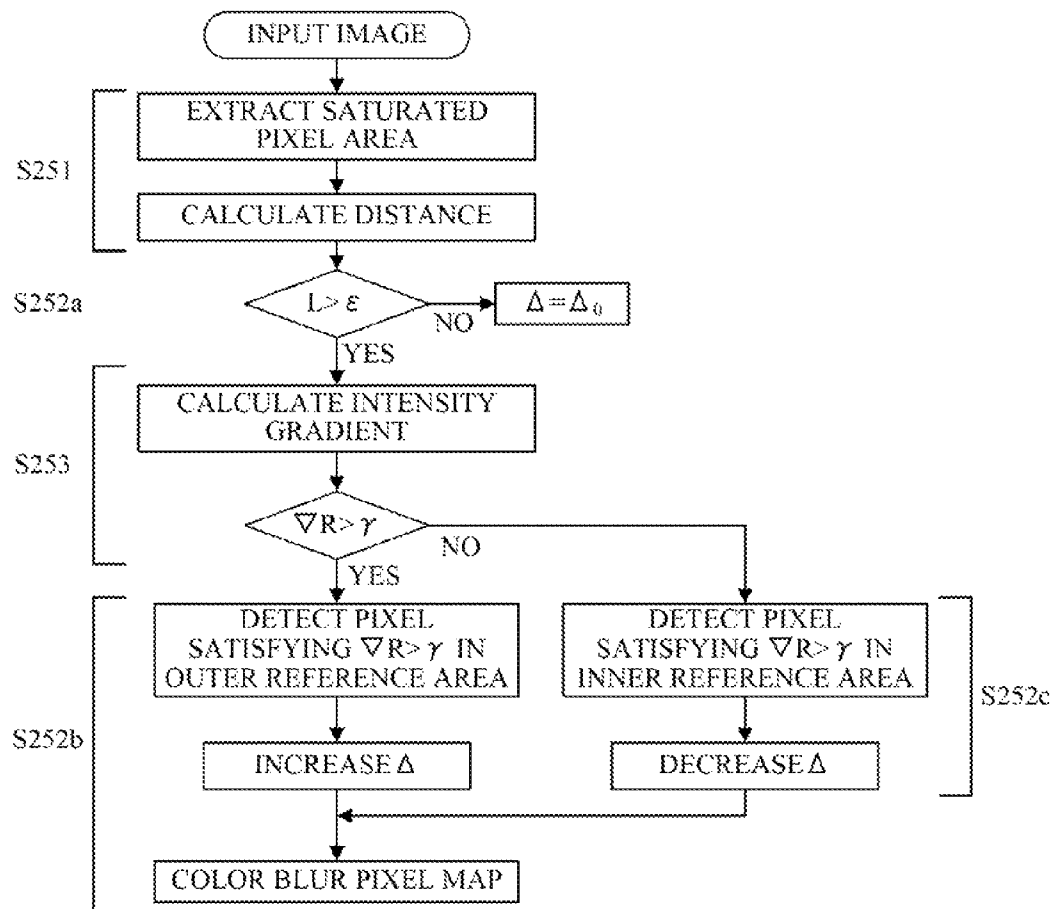 INPUT IMAGE
EXTRACT SATURATED
PIXEL AREA
S251
CALCULATE DISTANCE
S252a
L> ε
NO
Δ=Δ₀
YES
CALCULATE INTENSITY
GRADIENT
S253
▽R>γ
NO
YES
DETECT PIXEL
SATISFYING ▽R>γ IN
OUTER REFERENCE AREA
DETECT PIXEL
SATISFYING ▽R>γ IN
INNER REFERENCE AREA
S252c
S252b
INCREASE Δ
DECREASE Δ
COLOR BLUR PIXEL MAP